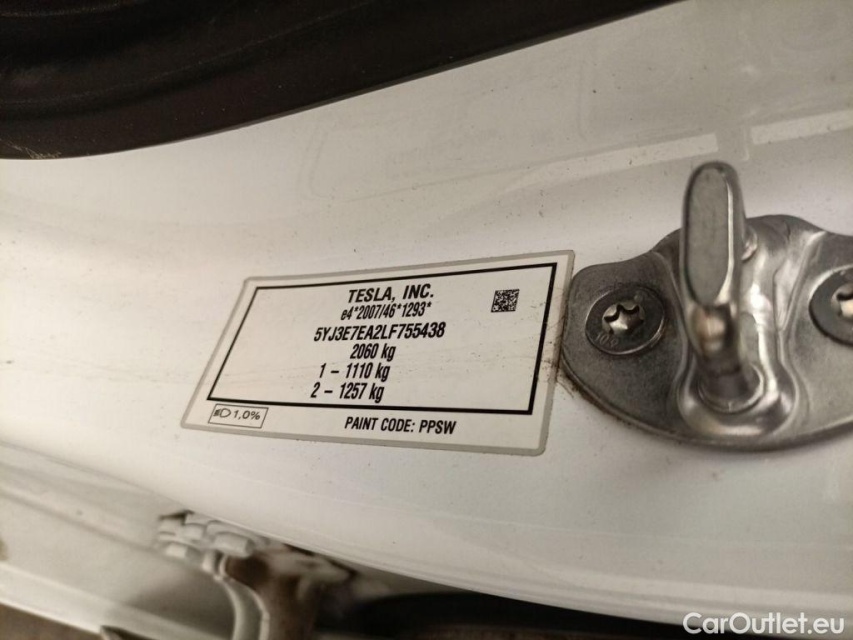 TESLA, INC.
e4*2007/46*1293*
5YJ3E7EA2LF755438
2060 kg
1 - 1110 kg
2 - 1257 kg
1,0%
PAINT CODE: PPSW
CarOutlet.eu